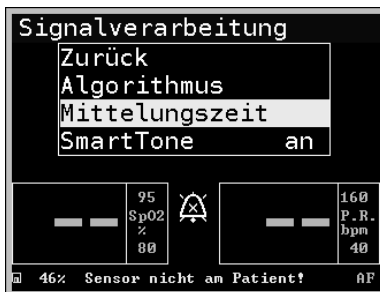 Signalverarbeitung
Zurück
Algorithmus
Mittelungszeit
SmartTone an
95
SpO2
%
80
160
P.R.
bpm
40
46% Sensor nicht am Patient! AF